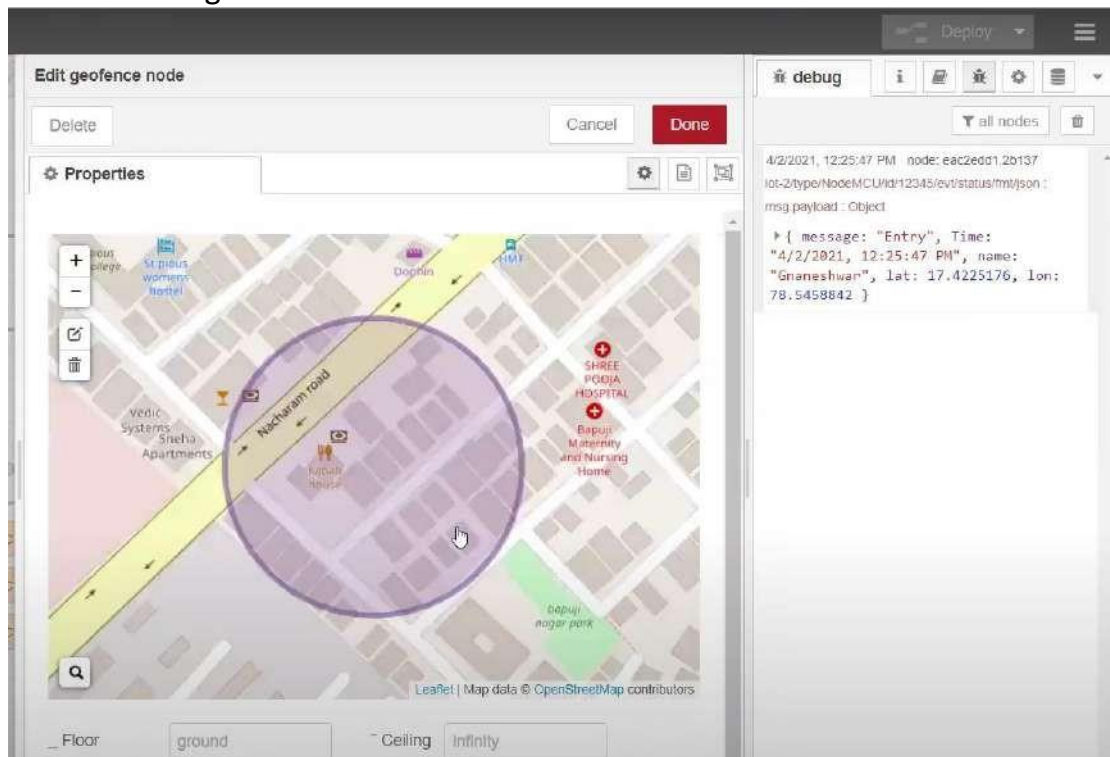 Deploy
Edit geofence node
Delete
Cancel
Done
Properties
debug
i
all nodes
4/2/2021, 12:25:47 PM node: eac2edd1.2b137
iot-2/type/NodeMCU/id/12345/evt/status/fmt/json :
msg.payload : Object
{ message: "Entry", Time:
"4/2/2021, 12:25:47 PM", name:
"Gnaneshwar", lat: 17.4225176, lon:
78.5458842 }
+
−
St pious
womens
hostel
Dolphin
HMT
Nacharam road
SHREE
POOJA
HOSPITAL
Bapuji
Maternity
and Nursing
Home
Vedic
Systems
Sneha
Apartments
house
bapuji
nagar park
Leaflet | Map data © OpenStreetMap contributors
Floor
ground
Ceiling
Infinity